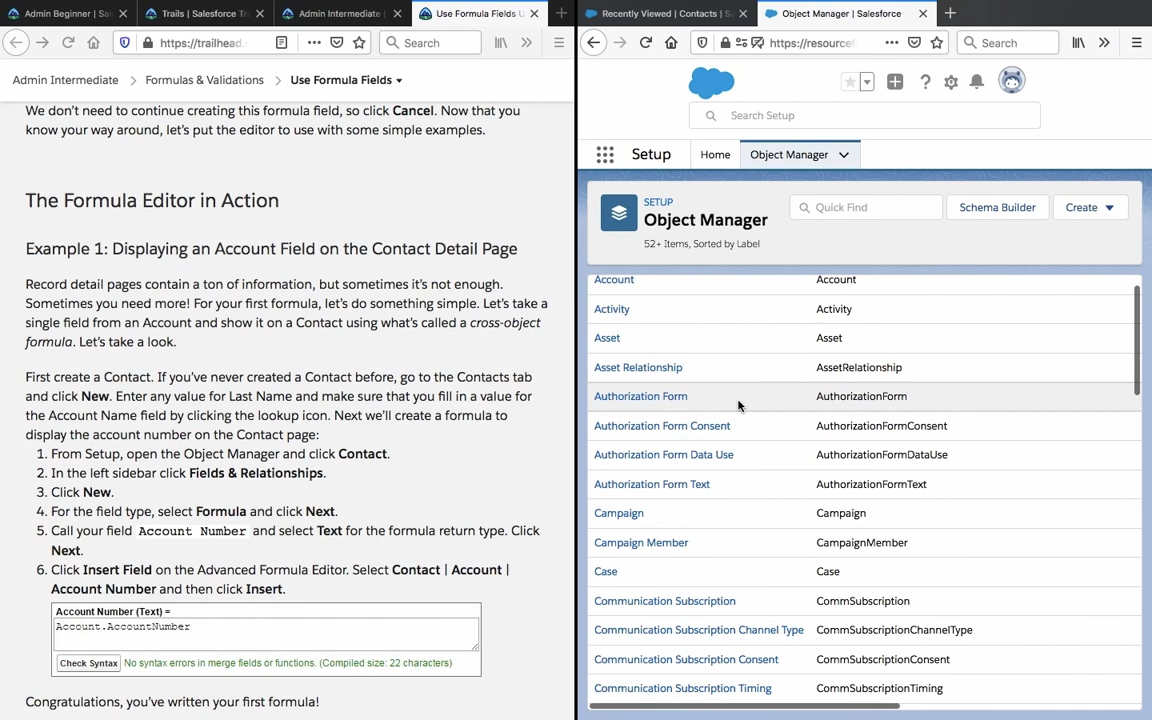 Admin Beginner | Sa
Trails | Salesforce Tra
Admin Intermediate |
Use Formula Fields U
https://trailhead.
Search
Admin Intermediate
Formulas & Validations
Use Formula Fields
We don't need to continue creating this formula field, so click Cancel. Now that you
know your way around, let's put the editor to use with some simple examples.
The Formula Editor in Action
Example 1: Displaying an Account Field on the Contact Detail Page
Record detail pages contain a ton of information, but sometimes it's not enough.
Sometimes you need more! For your first formula, let's do something simple. Let's take a
single field from an Account and show it on a Contact using what's called a cross-object
formula. Let's take a look.
First create a Contact. If you've never created a Contact before, go to the Contacts tab
and click New. Enter any value for Last Name and make sure that you fill in a value for
the Account Name field by clicking the lookup icon. Next we'll create a formula to
display the account number on the Contact page:
1. From Setup, open the Object Manager and click Contact.
2. In the left sidebar click Fields & Relationships.
3. Click New.
4. For the field type, select Formula and click Next.
5. Call your field Account Number and select Text for the formula return type. Click
Next.
6. Click Insert Field on the Advanced Formula Editor. Select Contact | Account |
Account Number and then click Insert.
Account Number (Text) =
Account.AccountNumber
Check Syntax No syntax errors in merge fields or functions. (Compiled size: 22 characters)
Congratulations, you've written your first formula!
Recently Viewed | Contacts | S
Object Manager | Salesforce
https://resource
Search
Search Setup
Setup
Home
Object Manager
SETUP
Object Manager
52+ Items, Sorted by Label
Quick Find
Schema Builder
Create
Account Account
Activity Activity
Asset Asset
Asset Relationship AssetRelationship
Authorization Form AuthorizationForm
Authorization Form Consent AuthorizationFormConsent
Authorization Form Data Use AuthorizationFormDataUse
Authorization Form Text AuthorizationFormText
Campaign Campaign
Campaign Member CampaignMember
Case Case
Communication Subscription CommSubscription
Communication Subscription Channel Type CommSubscriptionChannelType
Communication Subscription Consent CommSubscriptionConsent
Communication Subscription Timing CommSubscriptionTiming